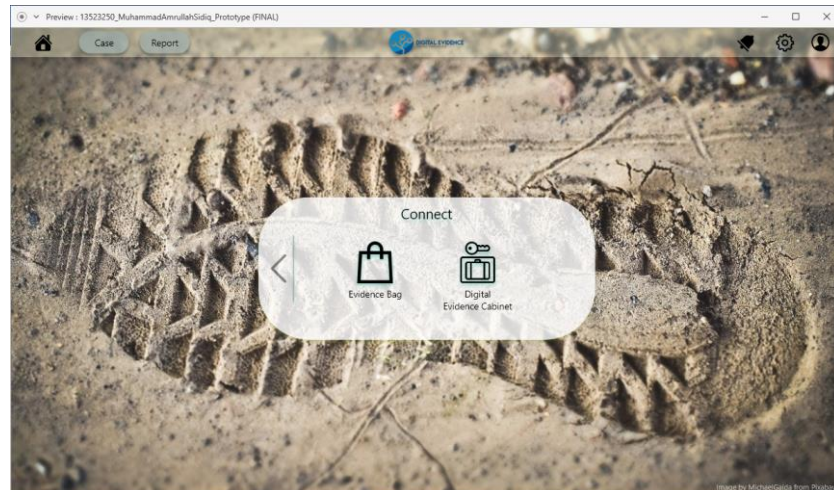 Preview : 13523250_MuhammadAmrullahSidiq_Prototype (FINAL)
Case
Report
DIGITAL EVIDENCE
Connect
Evidence Bag
Digital
Evidence Cabinet
Image by MichaelGaida from Pixabay